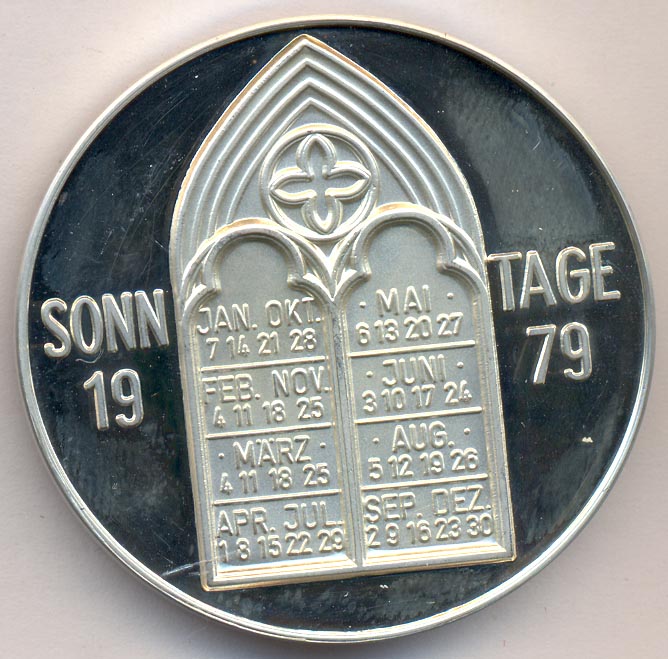 SONN TAGE
19 79
JAN. OKT.
7 14 21 28
FEB. NOV.
4 11 18 25
· MÄRZ ·
4 11 18 25
APR. JUL.
1 8 15 22 29
· MAI ·
6 13 20 27
· JUNI ·
3 10 17 24
· AUG. ·
5 12 19 26
SEP. DEZ.
2 9 16 23 30